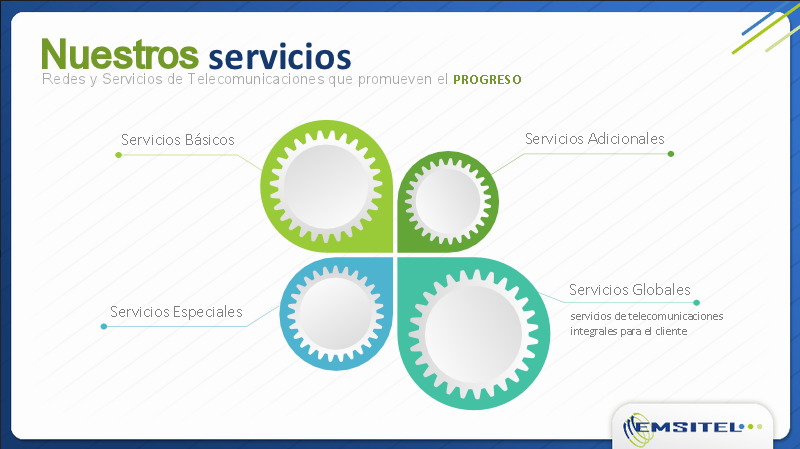 Nuestros servicios
Redes y Servicios de Telecomunicaciones que promueven el PROGRESO
Servicios Básicos
Servicios Adicionales
Servicios Especiales
Servicios Globales
servicios de telecomunicaciones
integrales para el cliente
EMSITEL